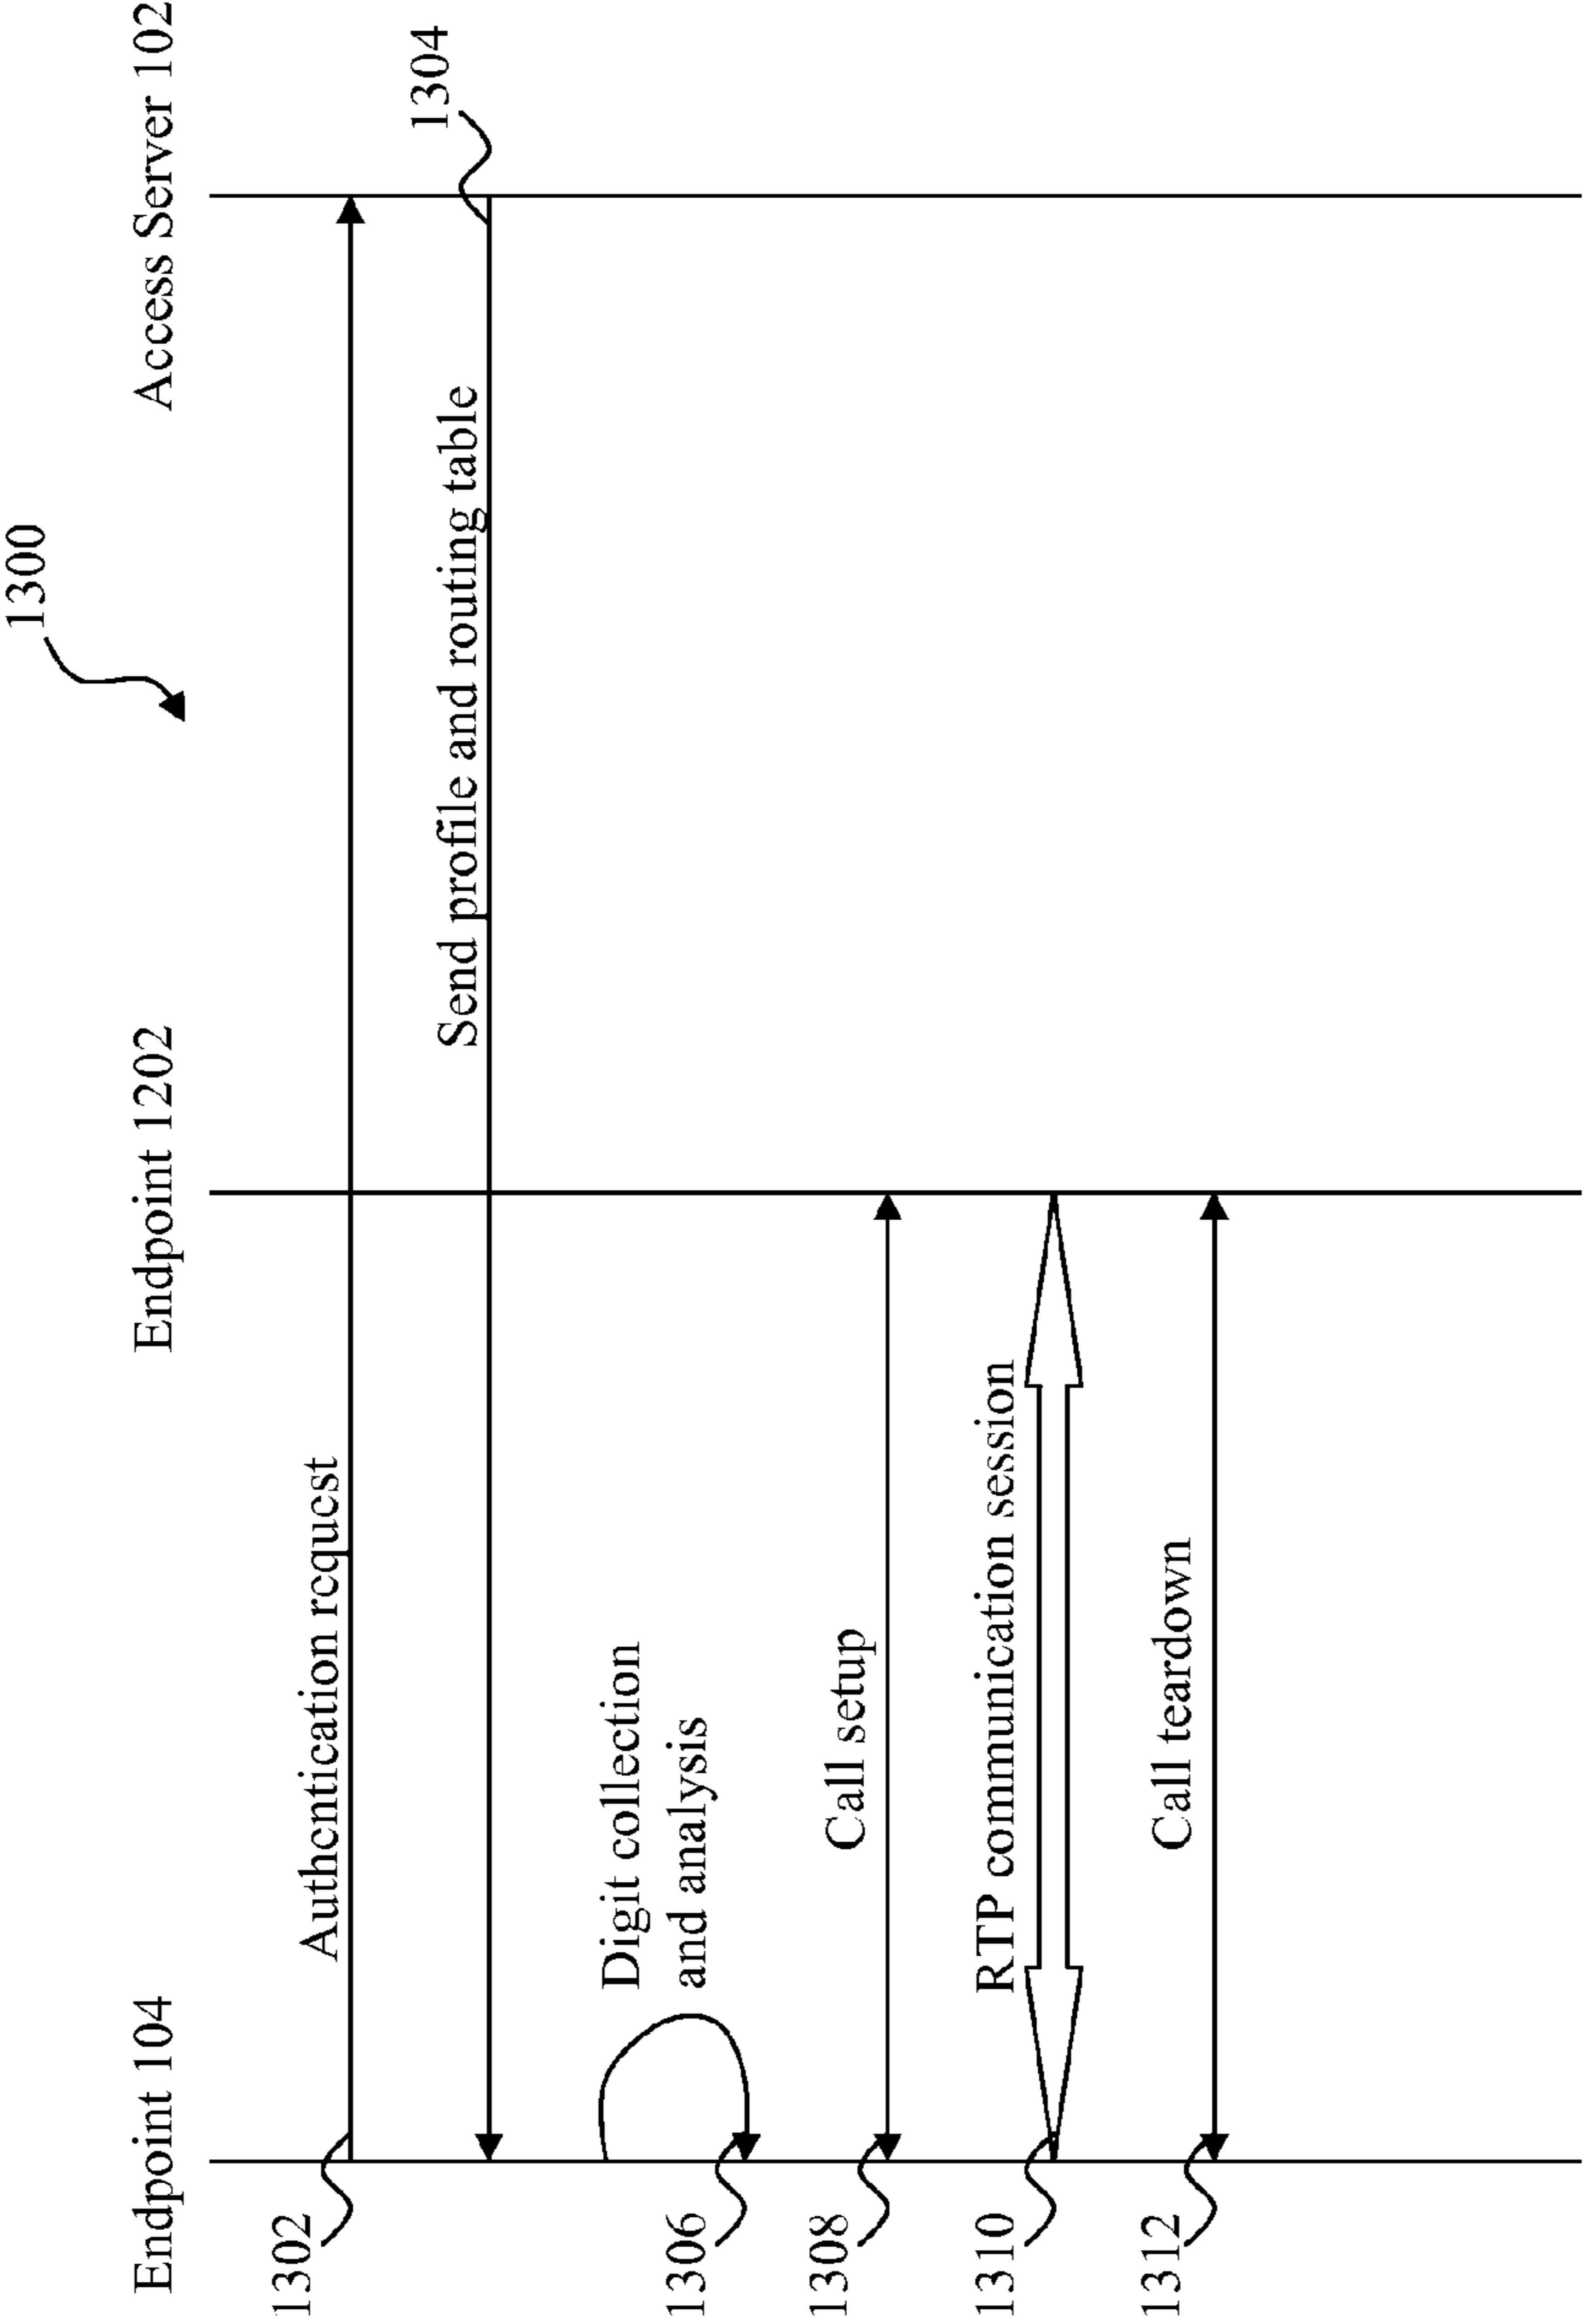 1300
Endpoint 104
Endpoint 1202
Access Server 102
1302
Authentication request
1304
Send profile and routing table
Digit collection
and analysis
1306
Call setup
1308
RTP communication session
1310
Call teardown
1312